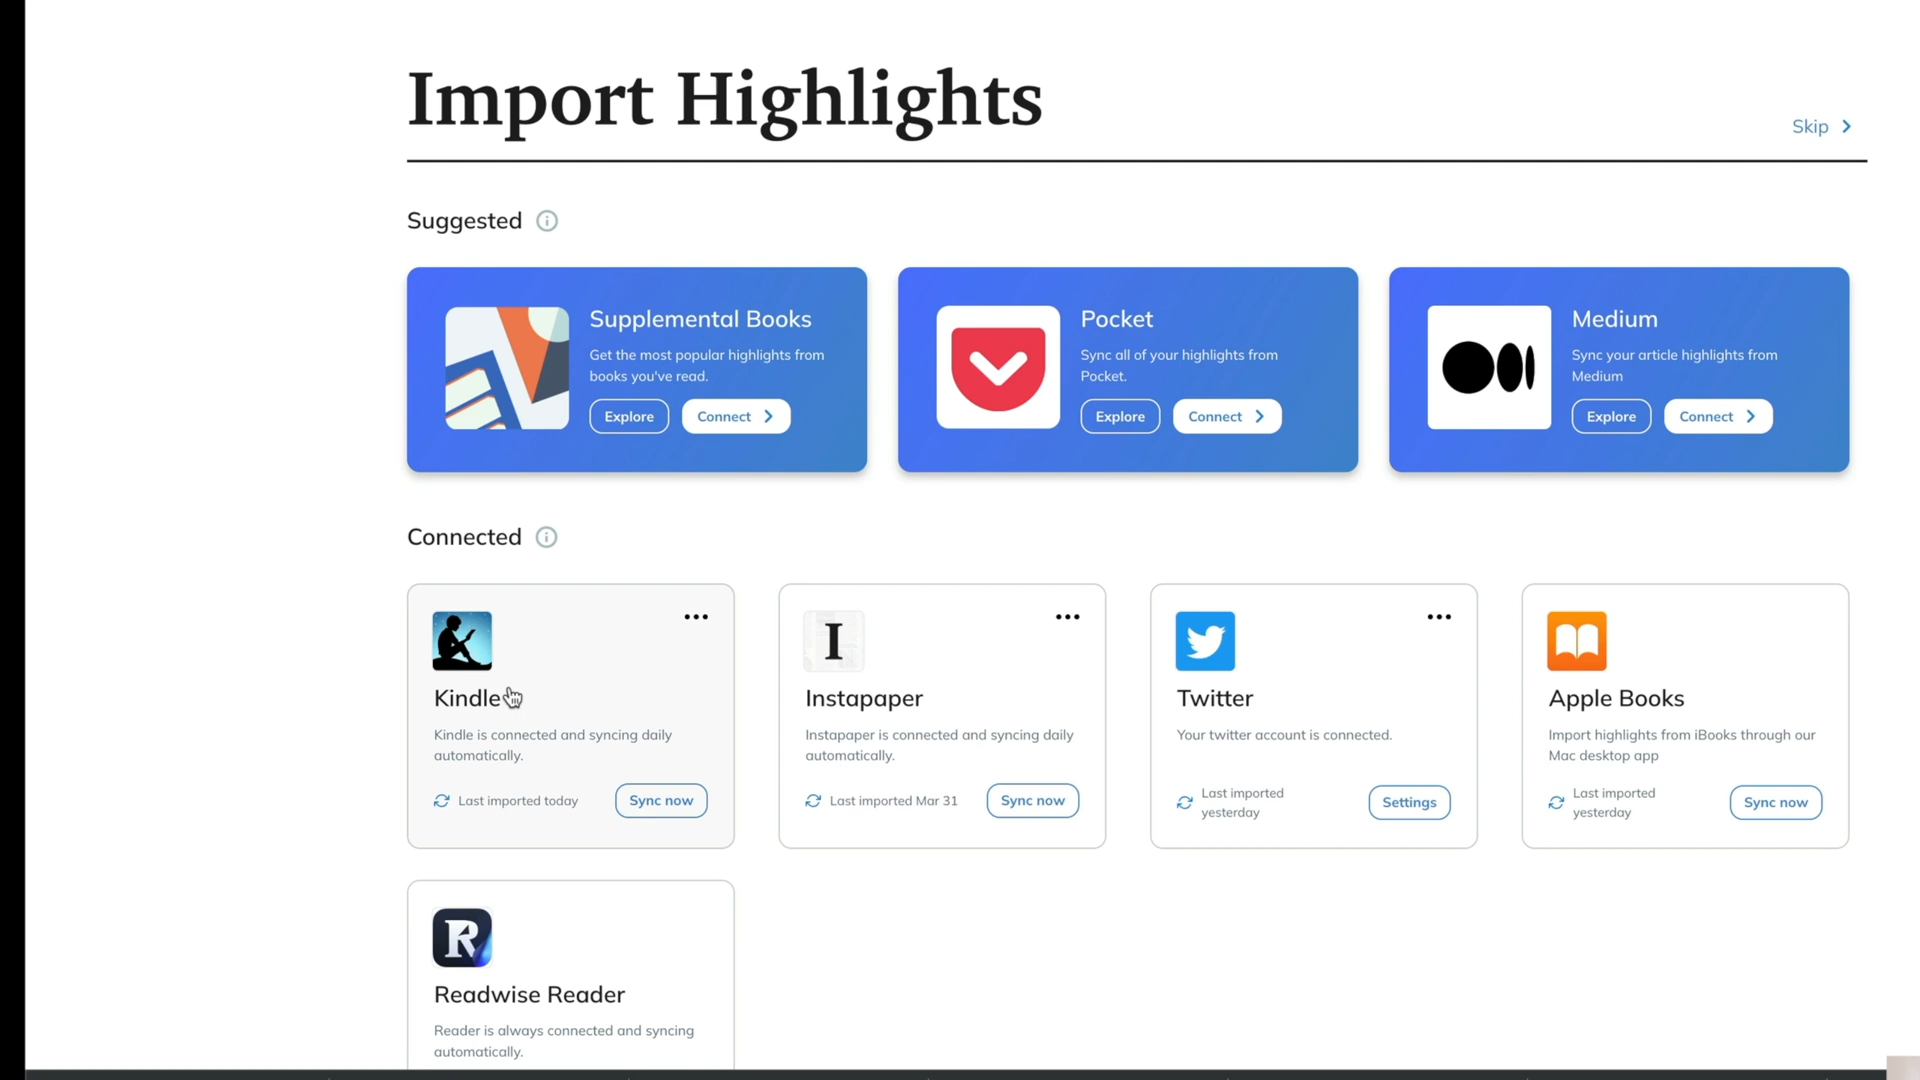 Import Highlights
Skip
Suggested
Supplemental Books
Get the most popular highlights from
books you've read.
Explore
Connect
Pocket
Sync all of your highlights from
Pocket.
Explore
Connect
Medium
Sync your article highlights from
Medium
Explore
Connect
Connected
Kindle
Kindle is connected and syncing daily
automatically.
Last imported today
Sync now
I
Instapaper
Instapaper is connected and syncing daily
automatically.
Last imported Mar 31
Sync now
Twitter
Your twitter account is connected.
Last imported
yesterday
Settings
Apple Books
Import highlights from iBooks through our
Mac desktop app
Last imported
yesterday
Sync now
R
Readwise Reader
Reader is always connected and syncing
automatically.